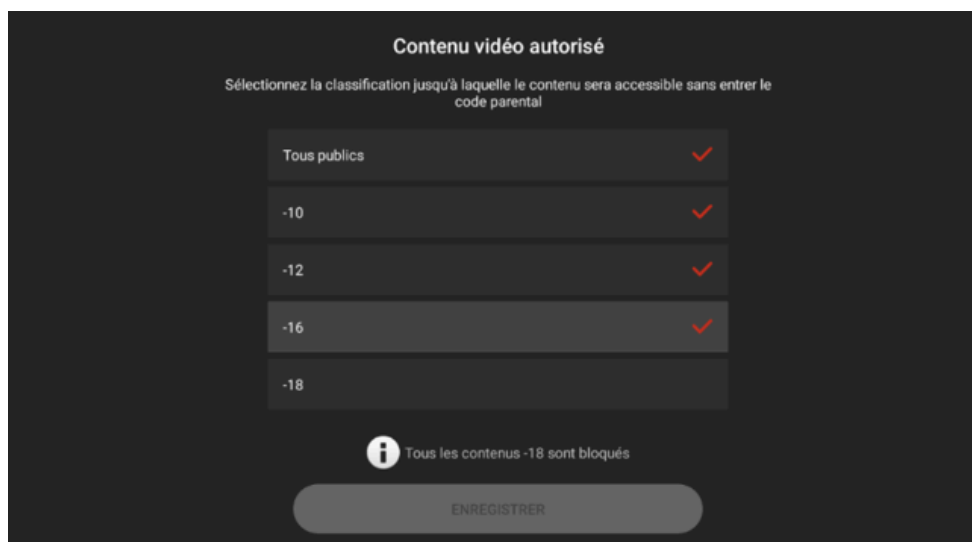 Contenu vidéo autorisé
Sélectionnez la classification jusqu'à laquelle le contenu sera accessible sans entrer le
code parental
Tous publics
-10
-12
-16
-18
Tous les contenus -18 sont bloqués
ENREGISTRER